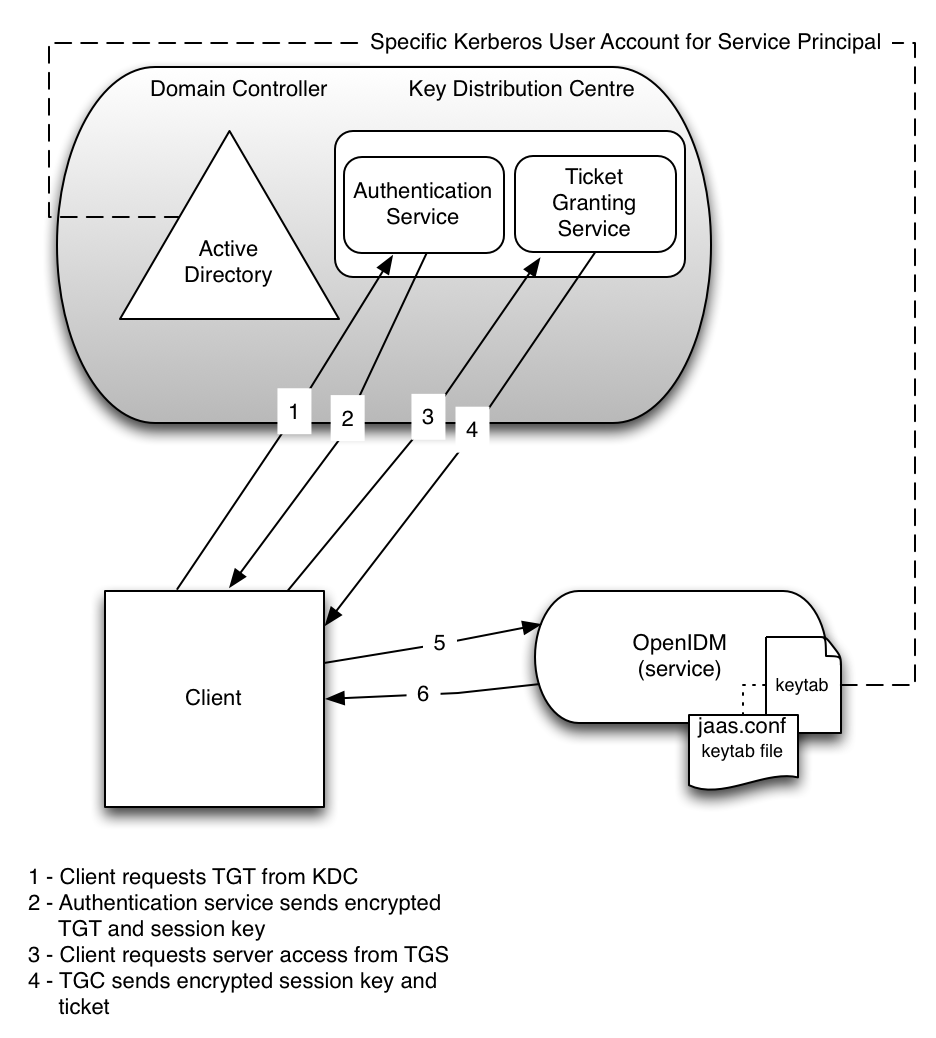 Specific Kerberos User Account for Service Principal
Domain Controller
Key Distribution Centre
Authentication
Service
Ticket
Granting
Service
Active
Directory
1
2
3
4
5
6
Client
OpenIDM
(service)
keytab
jaas.conf
keytab file
1 - Client requests TGT from KDC
2 - Authentication service sends encrypted
TGT and session key
3 - Client requests server access from TGS
4 - TGC sends encrypted session key and
ticket